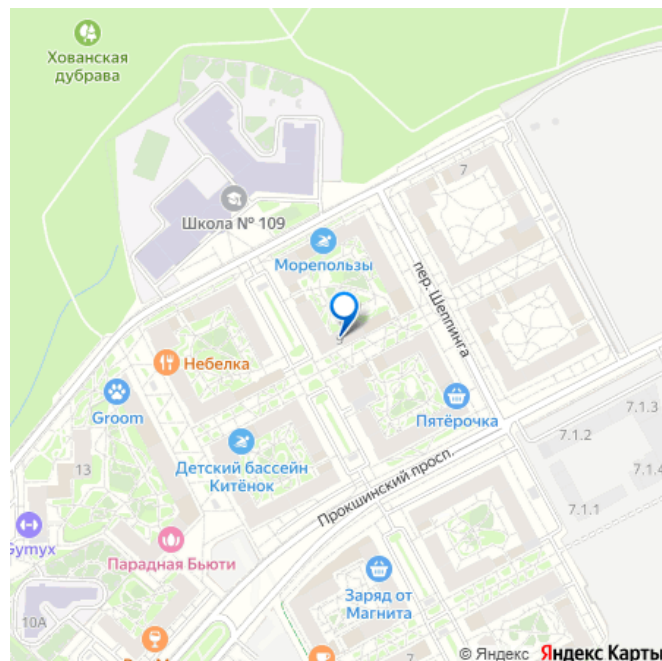 Хованская
дубрава
7
Школа № 109
пер. Шеппинга
Морепользы
Небелка
Groom
Пятёрочка
7.1.3
7.1.2
7.1.4
13
Детский бассейн
Китёнок
Прокшинский просп.
7.1.1
Gymyx
Парадная Бьюти
Заряд от
Магнита
10А
7
© Яндекс Яндекс Карты